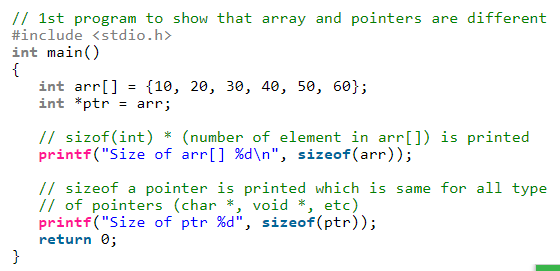 // 1st program to show that array and pointers are different
#include <stdio.h>
int main()
{
   int arr[] = {10, 20, 30, 40, 50, 60};
   int *ptr = arr;

   // sizof(int) * (number of element in arr[]) is printed
   printf("Size of arr[] %d\n", sizeof(arr));

   // sizeof a pointer is printed which is same for all type
   // of pointers (char *, void *, etc)
   printf("Size of ptr %d", sizeof(ptr));
   return 0;
}